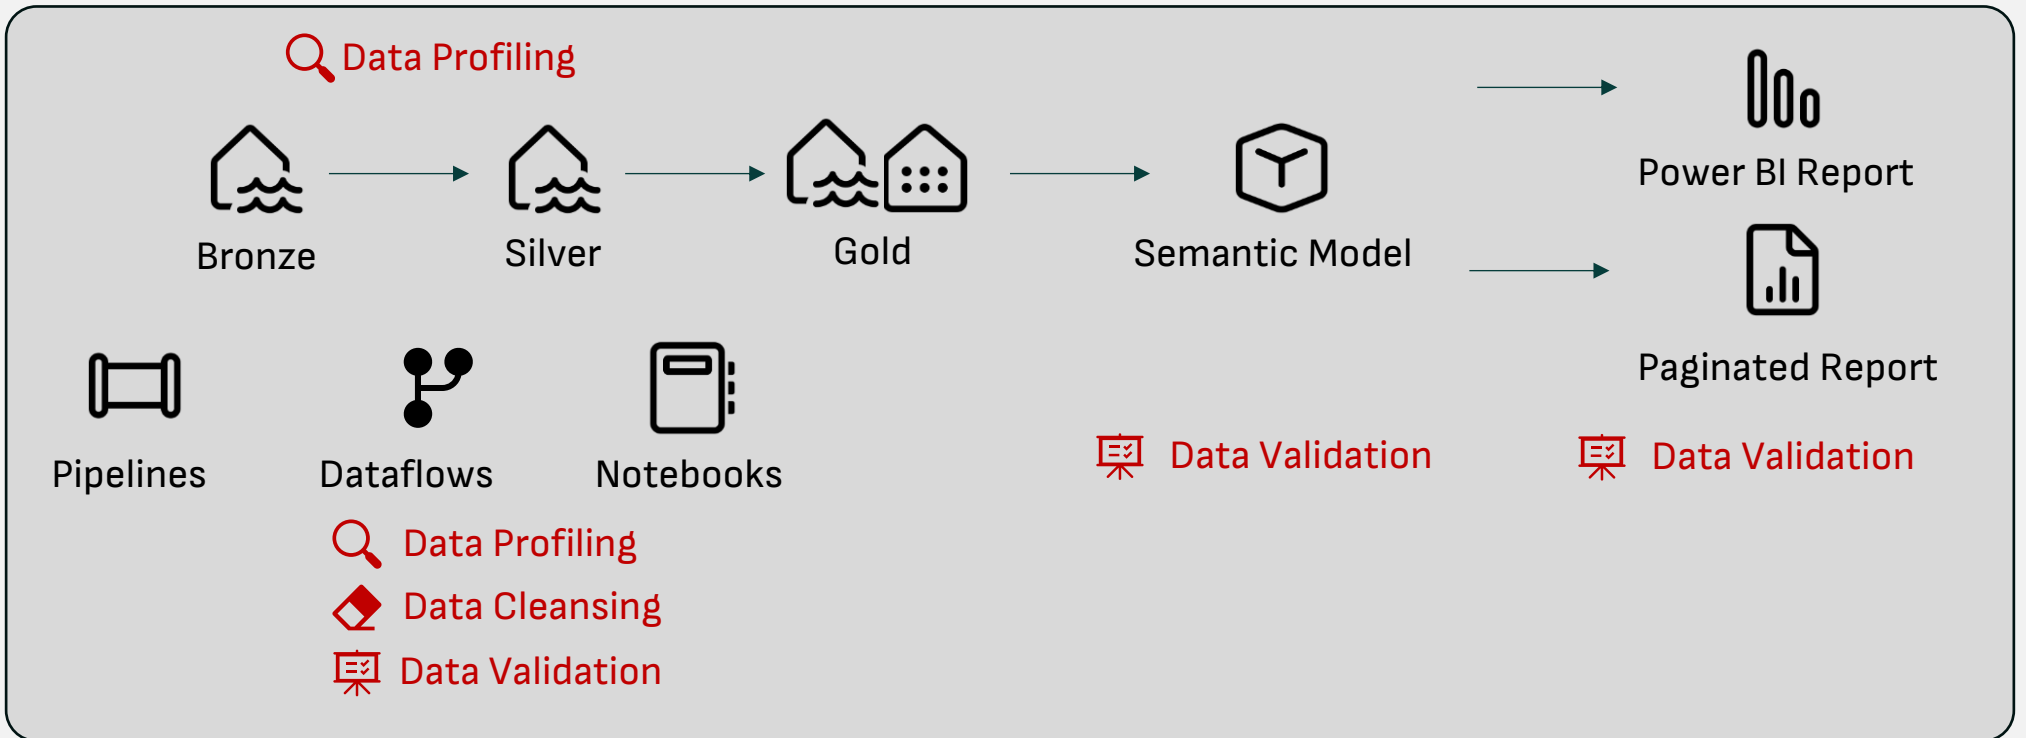 Data Profiling
Bronze
Silver
Gold
Semantic Model
Power BI Report
Paginated Report
Pipelines
Dataflows
Notebooks
Data Profiling
Data Cleansing
Data Validation
Data Validation
Data Validation